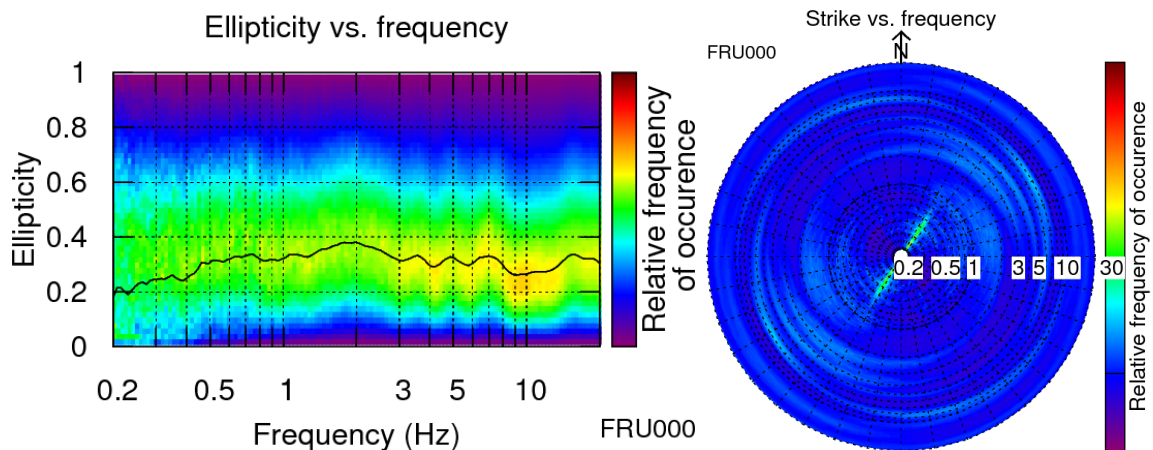 Ellipticity vs. frequency
1
0.8
0.6
0.4
0.2
0
Ellipticity
0.2 0.5 1 3 5 10
Frequency (Hz)
Relative frequency
of occurence
FRU000
Strike vs. frequency
FRU000
N
0.2 0.5 1 3 5 10 30
Relative frequency of occurence